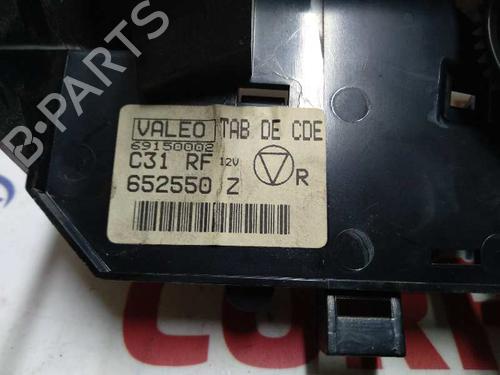 VALEO TAB DE CDE
69150002
C31 RF 12V
652550 Z R
B-PARTS